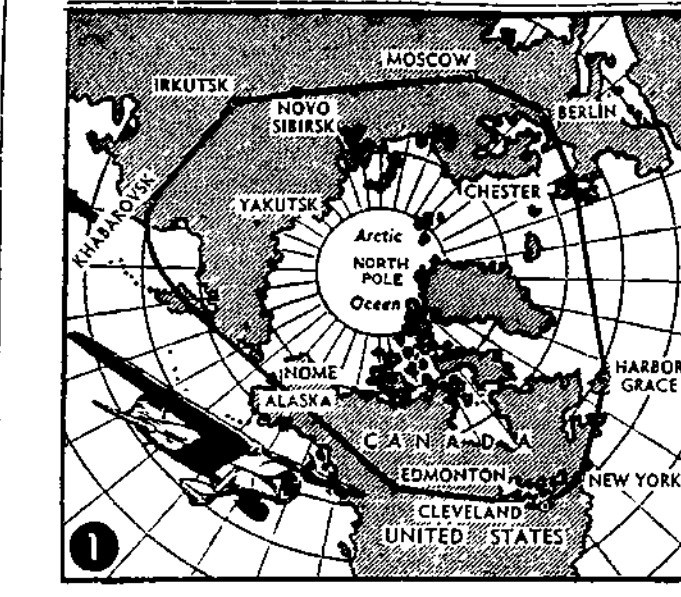 MOSCOW
IRKUTSK
NOVO
SIBIRSK
BERLIN
YAKUTSK
CHESTER
KHABAROVSK
Arctic
NORTH
POLE
Ocean
NOME
ALASKA
HARBOR
GRACE
CANADA
EDMONTON
NEW YORK
CLEVELAND
UNITED STATES
1